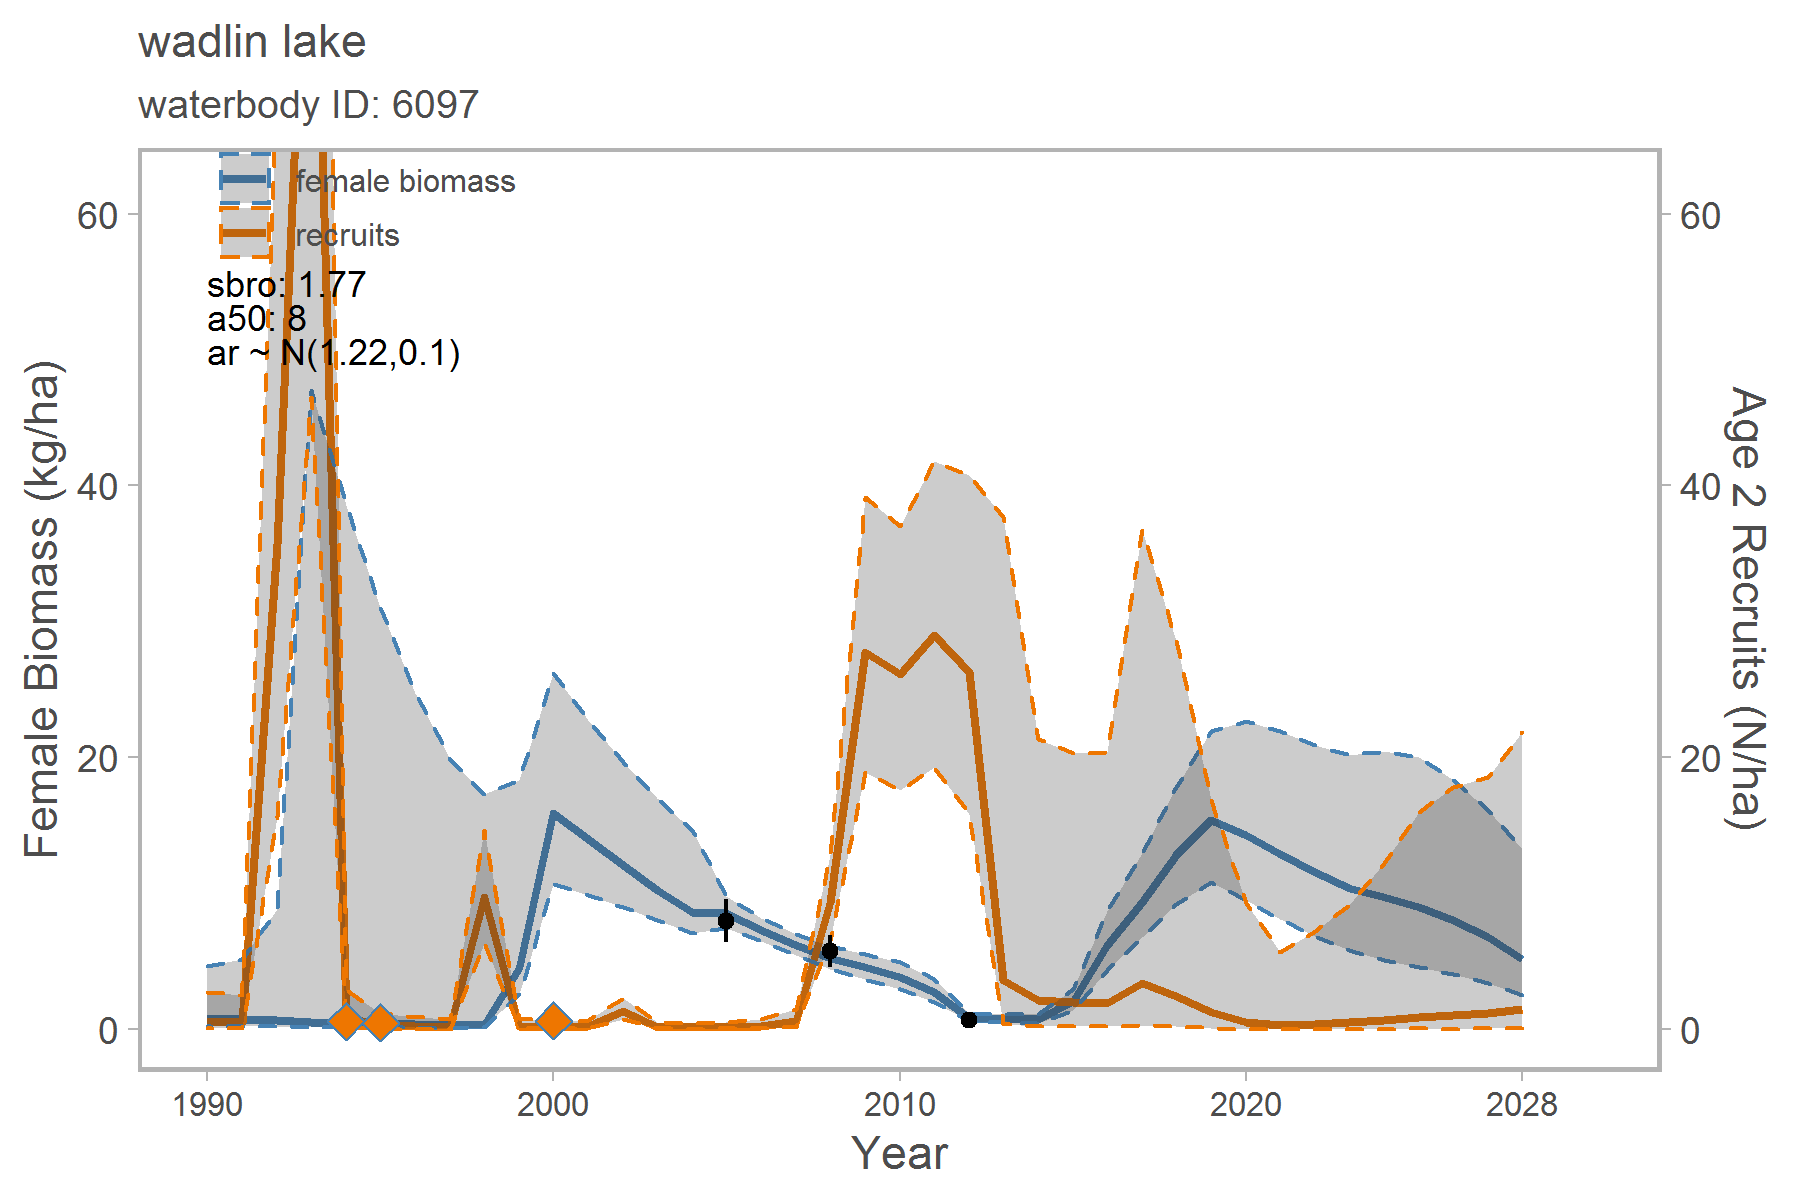 wadlin lake
waterbody ID: 6097
female biomass
recruits
sbro: 1.77
a50: 8
ar ~ N(1.22,0.1)
Female Biomass (kg/ha)
60
40
20
0
60
40
20
0
Age 2 Recruits (N/ha)
1990
2000
2010
2020
2028
Year